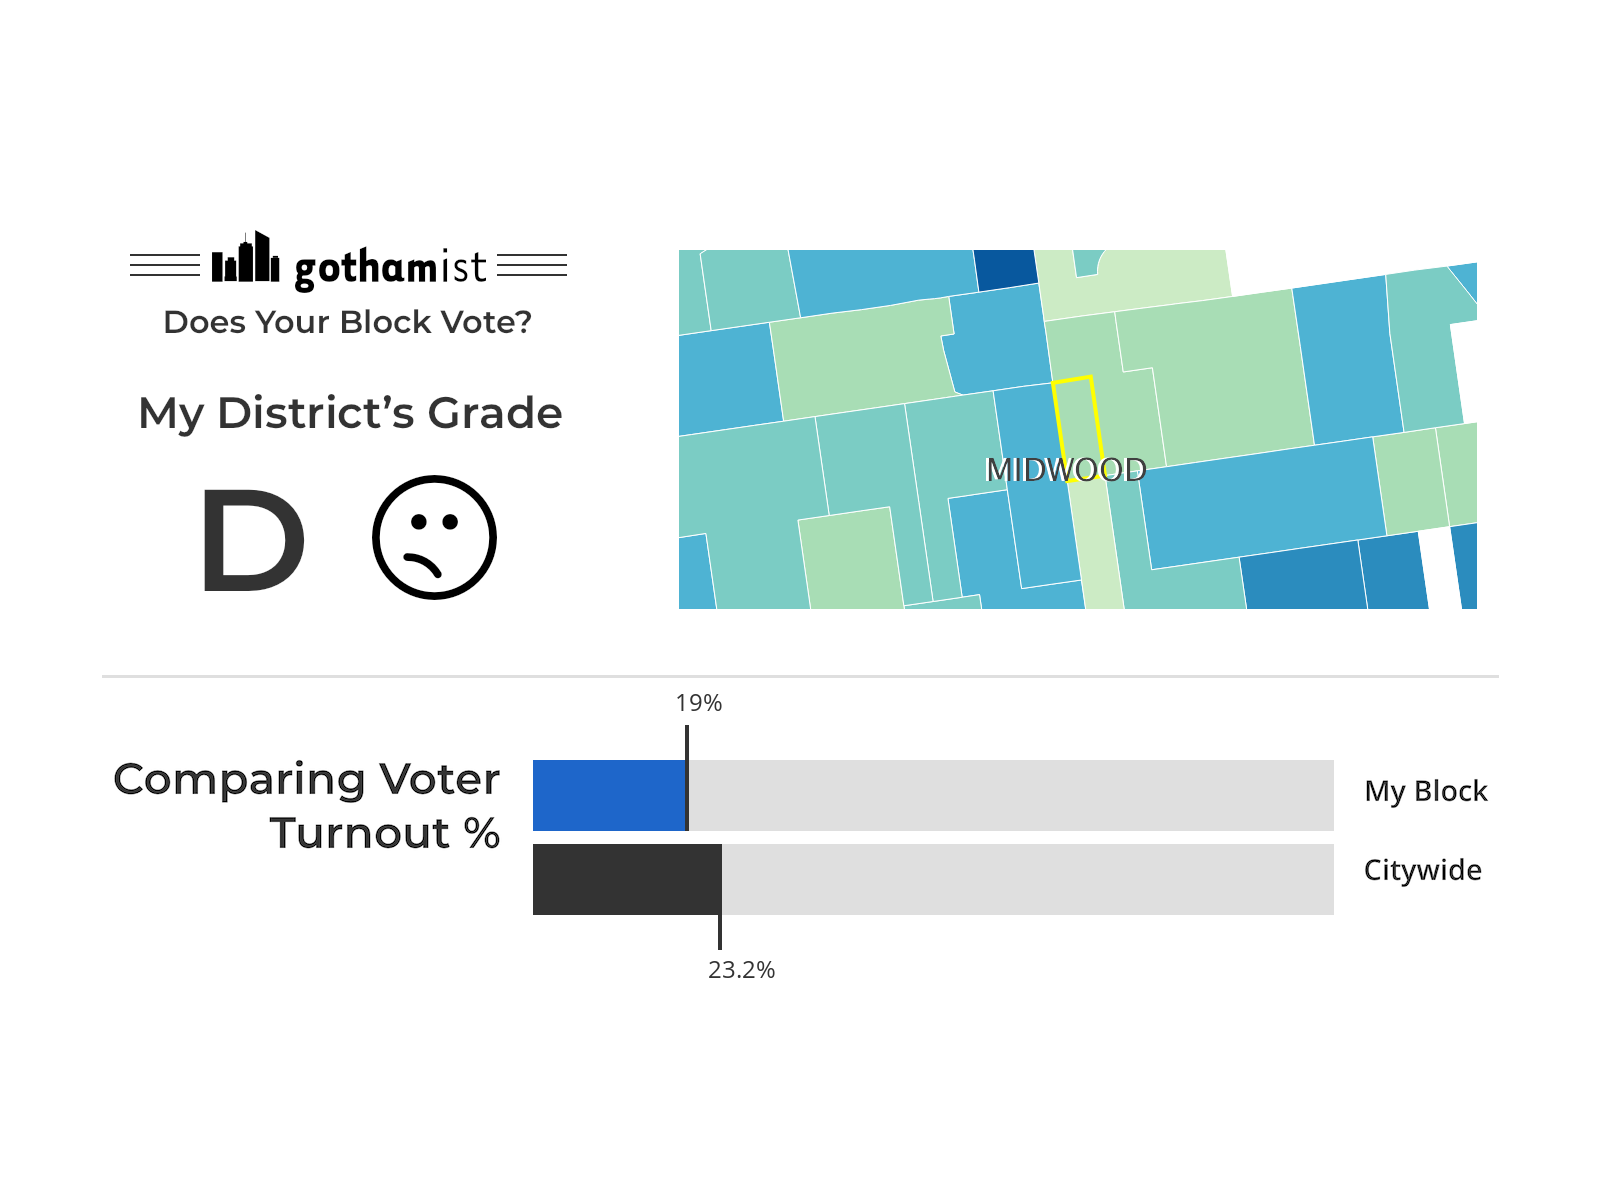 gothamist
Does Your Block Vote?
My District’s Grade
D
MIDWOOD
19%
Comparing Voter
Turnout %
My Block
Citywide
23.2%